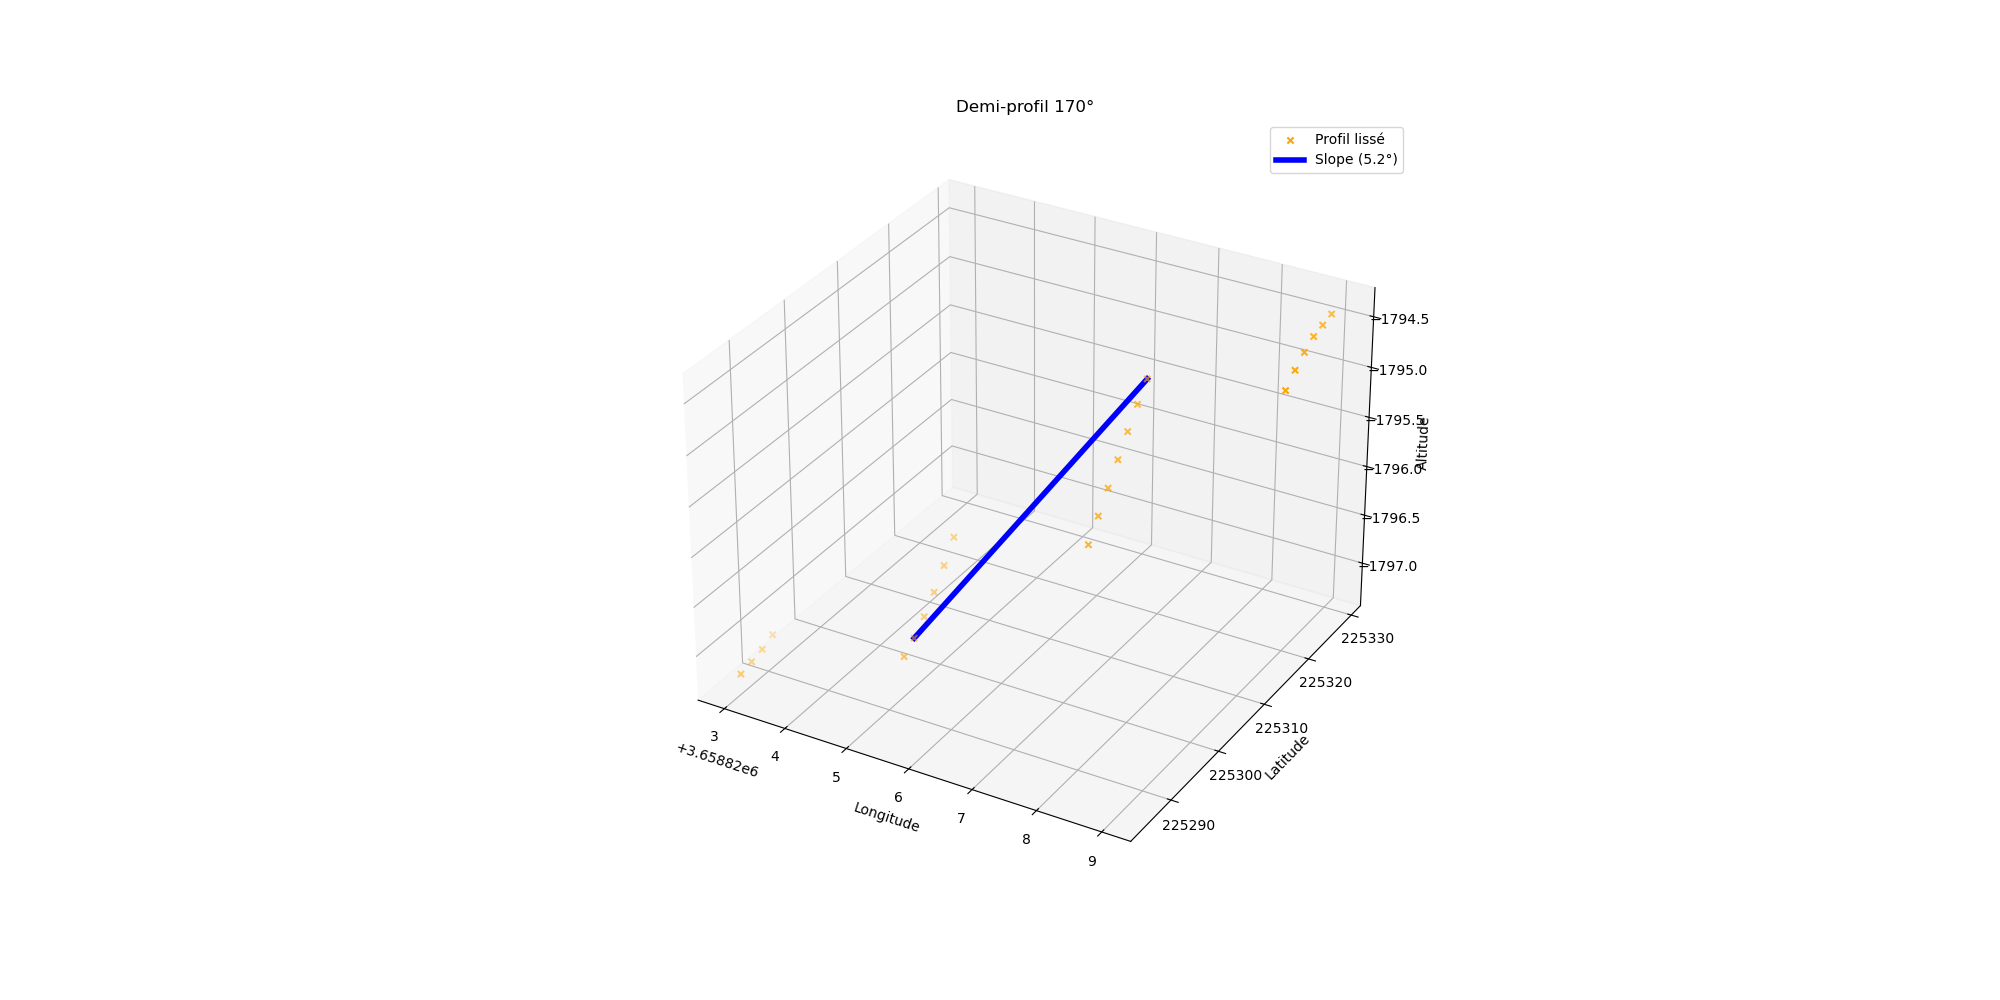 Demi-profil 170°
Profil lissé
Slope (5.2°)
−1794.5
−1795.0
−1795.5
−1796.0
−1796.5
−1797.0
Altitude
225330
225320
225310
225300
225290
Latitude
3
4
5
6
7
8
9
+3.65882e6
Longitude